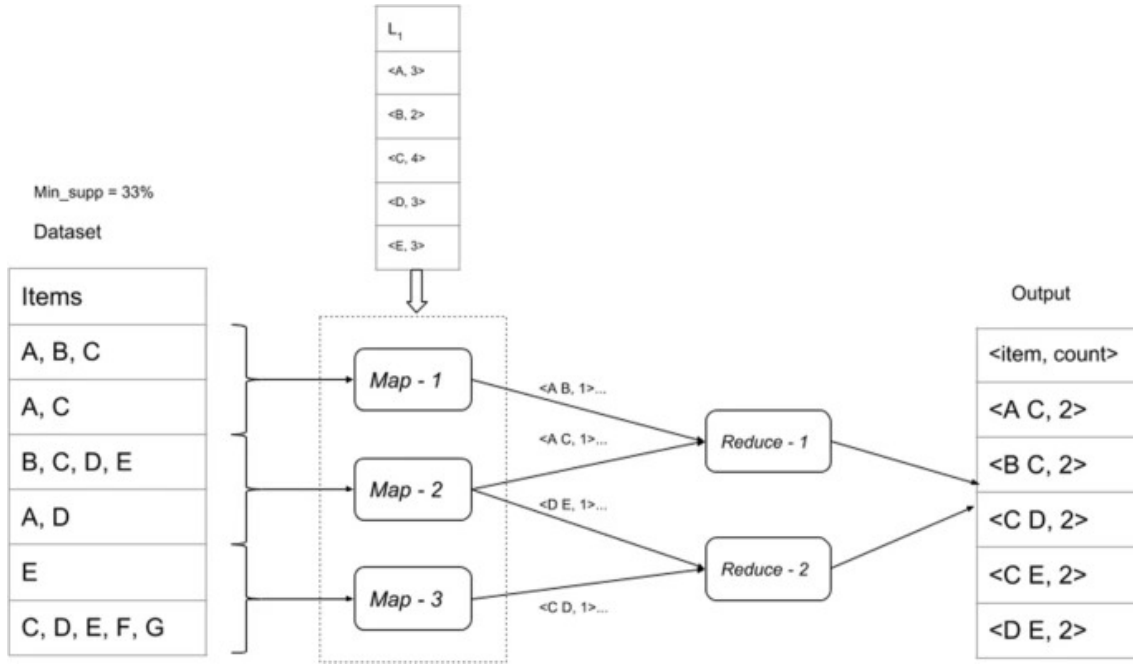 L1
<A, 3>
<B, 2>
<C, 4>
<D, 3>
<E, 3>
Min_supp = 33%
Dataset
Items
A, B, C
A, C
B, C, D, E
A, D
E
C, D, E, F, G
Map - 1
Map - 2
Map - 3
<A B, 1>...
<A C, 1>...
<D E, 1>...
<C D, 1>...
Reduce - 1
Reduce - 2
Output
<item, count>
<A C, 2>
<B C, 2>
<C D, 2>
<C E, 2>
<D E, 2>